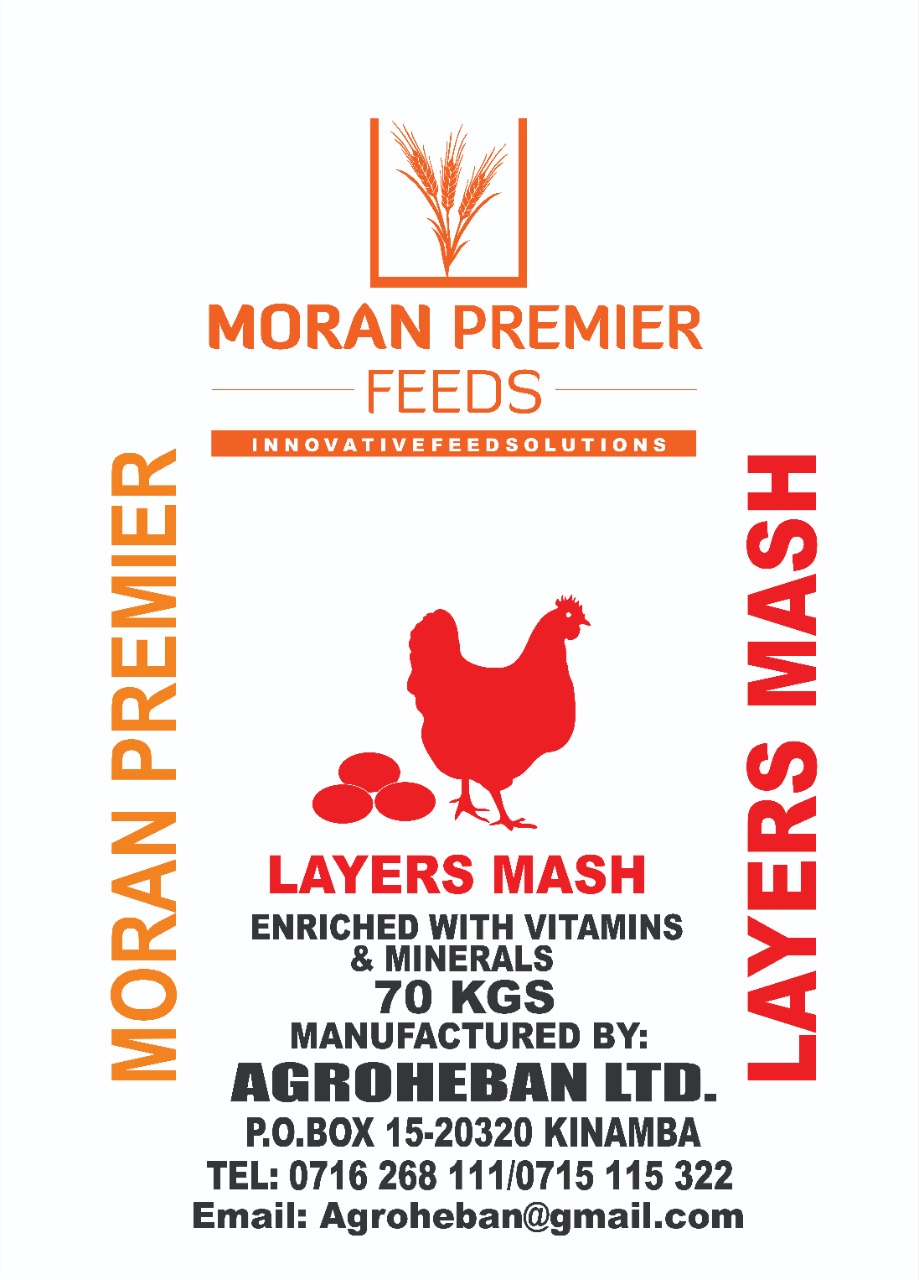 MORAN PREMIER
FEEDS
INNOVATIVEFEEDSOLUTIONS
MORAN PREMIER
LAYERS MASH
LAYERS MASH
ENRICHED WITH VITAMINS
& MINERALS
70 KGS
MANUFACTURED BY:
AGROHEBAN LTD.
P.O.BOX 15-20320 KINAMBA
TEL: 0716 268 111/0715 115 322
Email: Agroheban@gmail.com